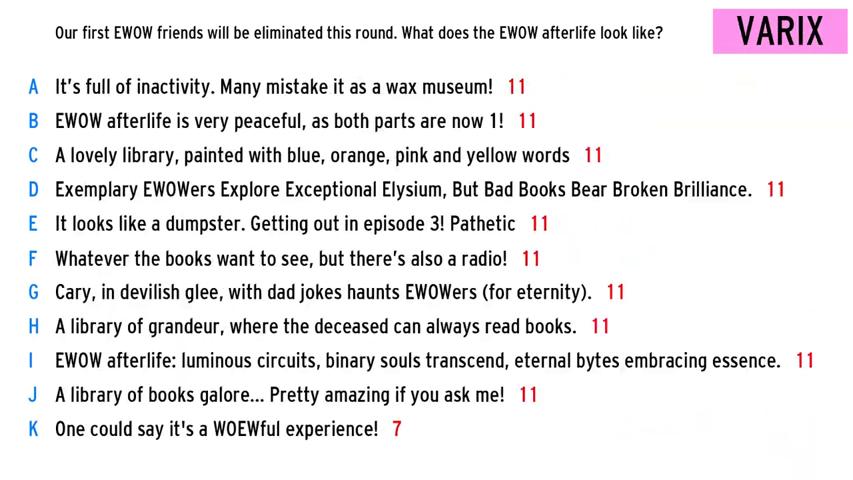 Our first EWOW friends will be eliminated this round. What does the EWOW afterlife look like?
VARIX
A It's full of inactivity. Many mistake it as a wax museum! 11
B EWOW afterlife is very peaceful, as both parts are now 1! 11
C A lovely library, painted with blue, orange, pink and yellow words 11
D Exemplary EWOWers Explore Exceptional Elysium, But Bad Books Bear Broken Brilliance. 11
E It looks like a dumpster. Getting out in episode 3! Pathetic 11
F Whatever the books want to see, but there's also a radio! 11
G Cary, in devilish glee, with dad jokes haunts EWOWers (for eternity). 11
H A library of grandeur, where the deceased can always read books. 11
I EWOW afterlife: luminous circuits, binary souls transcend, eternal bytes embracing essence. 11
J A library of books galore... Pretty amazing if you ask me! 11
K One could say it's a WOEWful experience! 7